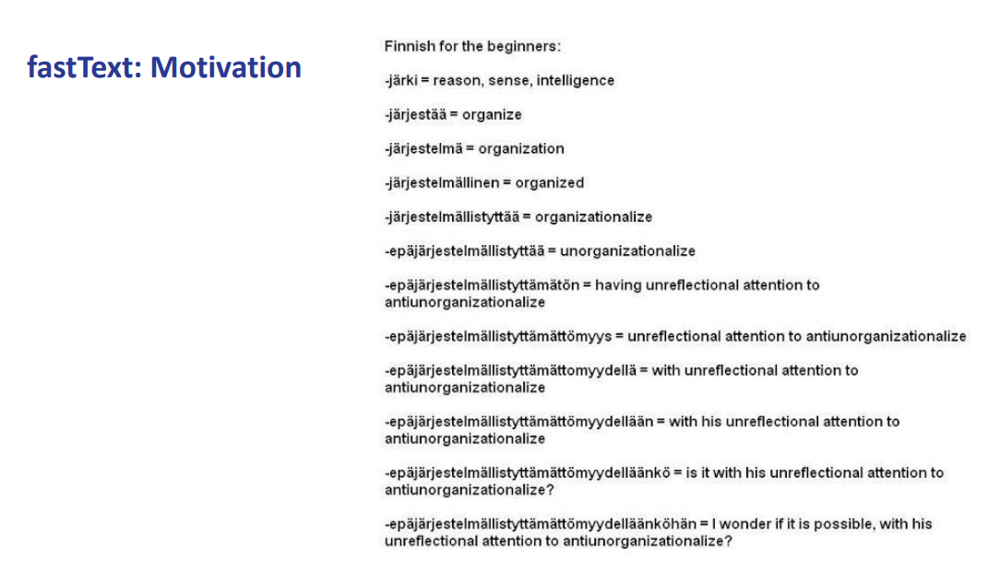 fastText: Motivation
Finnish for the beginners:
-järki = reason, sense, intelligence
-järjestää = organize
-järjestelmä = organization
-järjestelmällinen = organized
-järjestelmällistyttää = organizationalize
-epäjärjestelmällistyttää = unorganizationalize
-epäjärjestelmällistyttämätön = having unreflectional attention to
antiunorganizationalize
-epäjärjestelmällistyttämättömyys = unreflectional attention to antiunorganizationalize
-epäjärjestelmällistyttämättomyydellä = with unreflectional attention to
antiunorganizationalize
-epäjärjestelmällistyttämättömyydellään = with his unreflectional attention to
antiunorganizationalize
-epäjärjestelmällistyttämättömyydelläänkö = is it with his unreflectional attention to
antiunorganizationalize?
-epäjärjestelmällistyttämättömyydelläänköhän = I wonder if it is possible, with his
unreflectional attention to antiunorganizationalize?